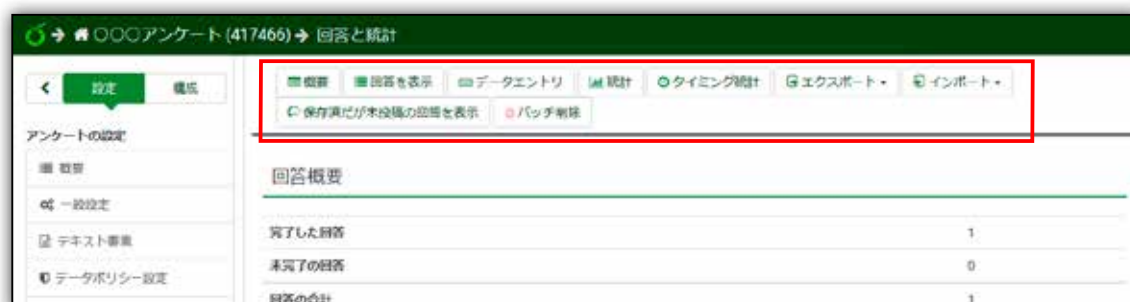 〇〇〇アンケート (417466) 回答と統計
設定 構成
概要 回答を表示 データエントリ 統計 タイミング統計 エクスポート インポート
保存済だが未投稿の回答を表示 バッチ削除
アンケートの設定
概要
回答概要
一般設定
完了した回答 1
テキスト要素
未完了の回答 0
データポリシー設定
回答の合計 1